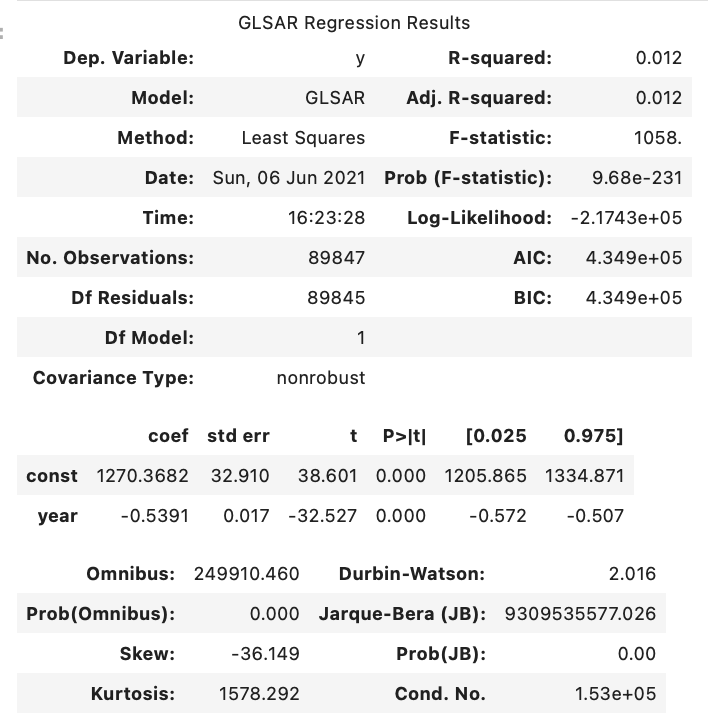 GLSAR Regression Results
Dep. Variable: y R-squared: 0.012
Model: GLSAR Adj. R-squared: 0.012
Method: Least Squares F-statistic: 1058.
Date: Sun, 06 Jun 2021 Prob (F-statistic): 9.68e-231
Time: 16:23:28 Log-Likelihood: -2.1743e+05
No. Observations: 89847 AIC: 4.349e+05
Df Residuals: 89845 BIC: 4.349e+05
Df Model: 1
Covariance Type: nonrobust
coef std err t P>|t| [0.025 0.975]
const 1270.3682 32.910 38.601 0.000 1205.865 1334.871
year -0.5391 0.017 -32.527 0.000 -0.572 -0.507
Omnibus: 249910.460 Durbin-Watson: 2.016
Prob(Omnibus): 0.000 Jarque-Bera (JB): 9309535577.026
Skew: -36.149 Prob(JB): 0.00
Kurtosis: 1578.292 Cond. No. 1.53e+05